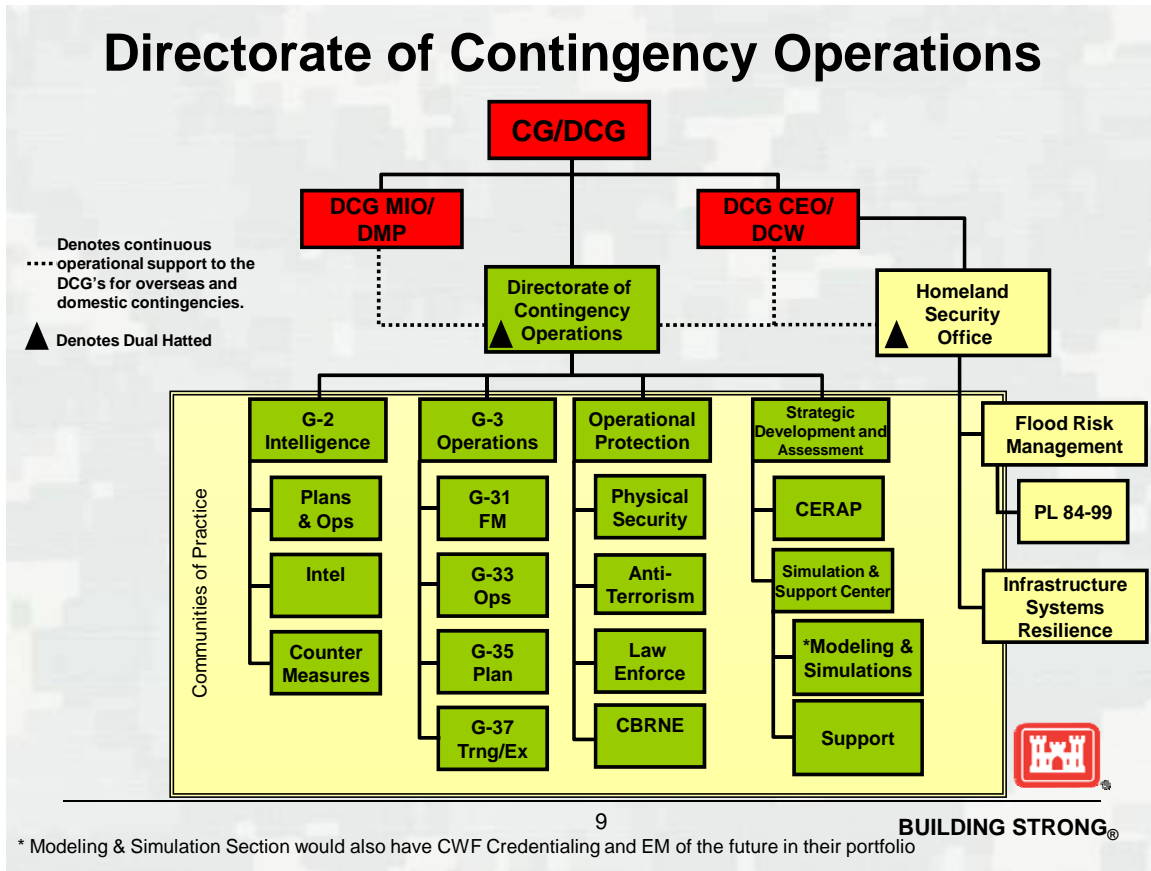 Directorate of Contingency Operations
CG/DCG
DCG MIO/
DMP
DCG CEO/
DCW
Denotes continuous
operational support to the
DCG's for overseas and
domestic contingencies.
Denotes Dual Hatted
Directorate of
Contingency
Operations
Homeland
Security
Office
Communities of Practice
G-2
Intelligence
Plans
& Ops
Intel
Counter
Measures
G-3
Operations
G-31
FM
G-33
Ops
G-35
Plan
G-37
Trng/Ex
Operational
Protection
Physical
Security
Anti-
Terrorism
Law
Enforce
CBRNE
Strategic
Development and
Assessment
CERAP
Simulation &
Support Center
*Modeling &
Simulations
Support
Flood Risk
Management
PL 84-99
Infrastructure
Systems
Resilience
®
9
BUILDING STRONG®
* Modeling & Simulation Section would also have CWF Credentialing and EM of the future in their portfolio